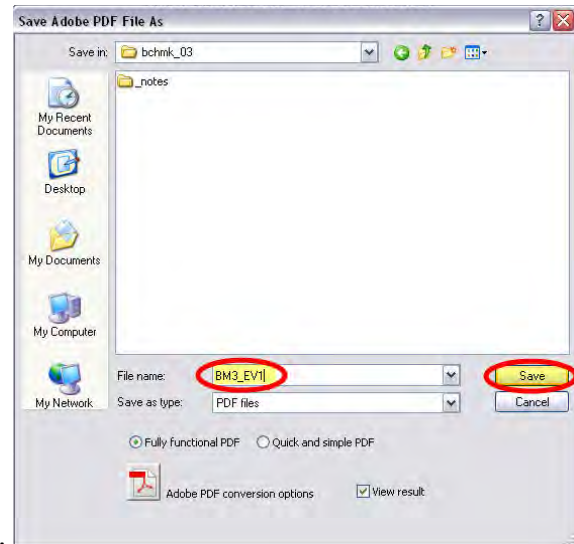 Save Adobe PDF File As
Save in: bchmk_03
_notes
My Recent
Documents
Desktop
My Documents
My Computer
My Network
File name: BM3_EV1 Save
Save as type: PDF files Cancel
Fully functional PDF Quick and simple PDF
Adobe PDF conversion options View result